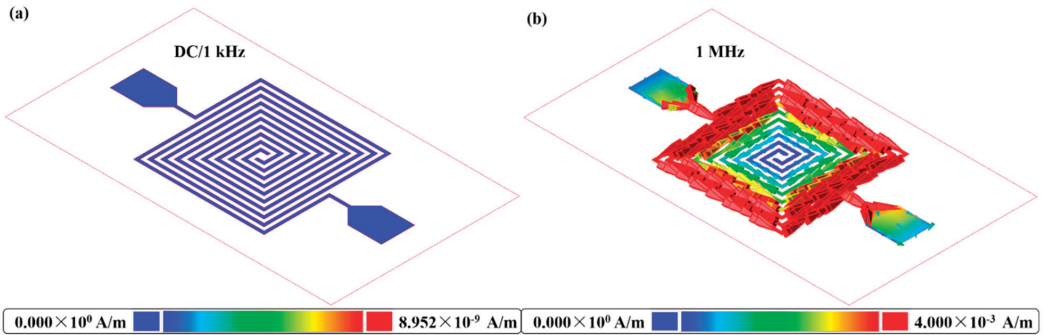 (a)
DC/1 kHz
0.000×10⁰ A/m
8.952×10⁻⁹ A/m
(b)
1 MHz
0.000×10⁰ A/m
4.000×10⁻³ A/m